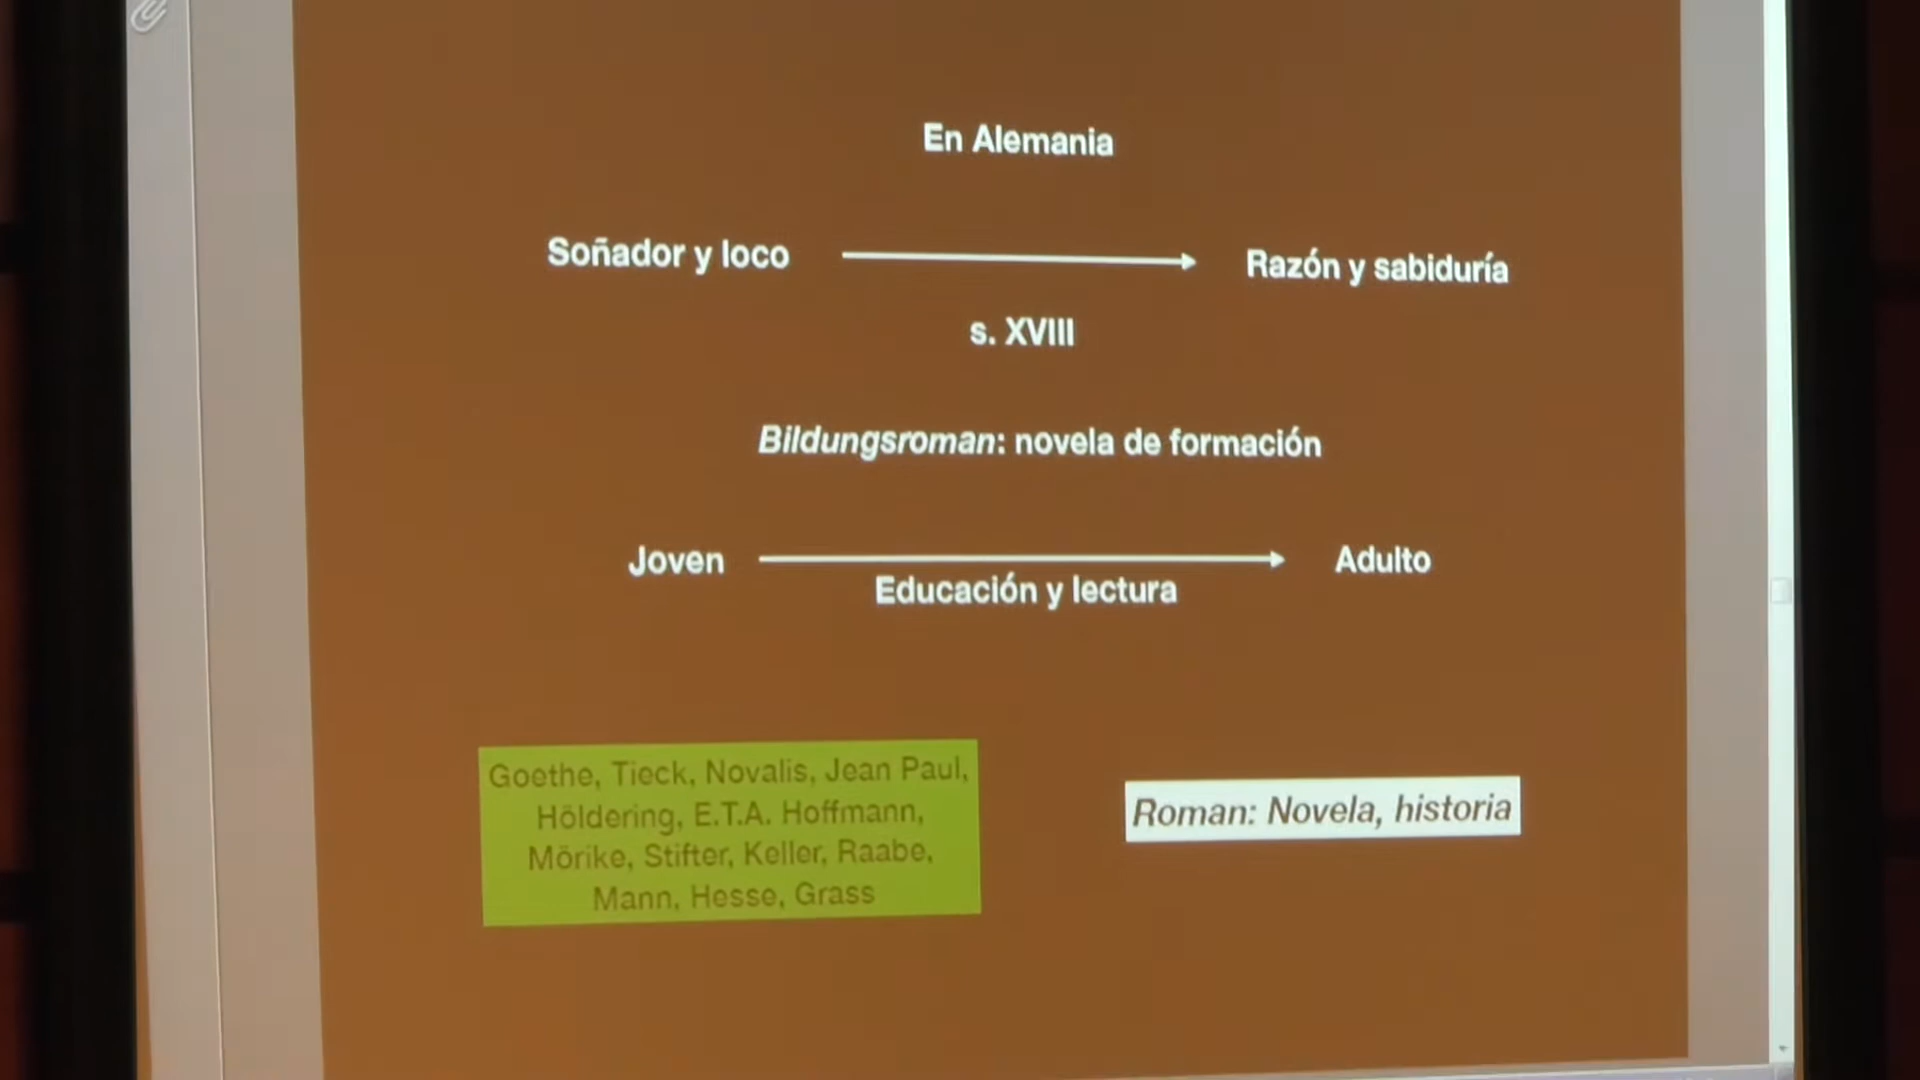 En Alemania
Soñador y loco
Razón y sabiduría
s. XVIII
Bildungsroman: novela de formación
Joven
Adulto
Educación y lectura
Goethe, Tieck, Novalis, Jean Paul,
Höldering, E.T.A. Hoffmann,
Mörike, Stifter, Keller, Raabe,
Mann, Hesse, Grass
Roman: Novela, historia